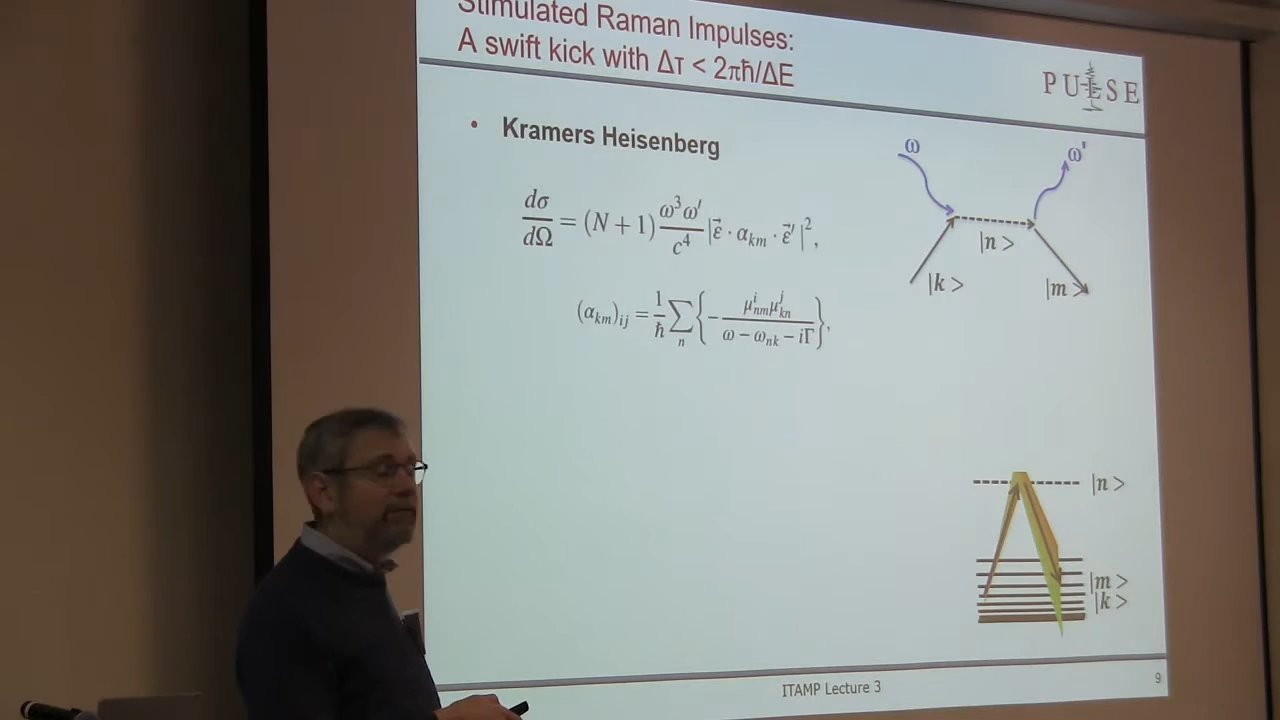 Stimulated Raman Impulses:
A swift kick with Δτ < 2πħ/ΔE
PULSE
• Kramers Heisenberg
dσ/dΩ = (N + 1) ω³ω′/c⁴ |ε⃗ · α_km · ε⃗′|²,
(α_km)_ij = 1/ħ ∑_n {− μ^i_nm μ^j_kn / (ω − ω_nk − iΓ)},
ω
ω'
|n >
|k >
|m >
|n >
|m >
|k >
ITAMP Lecture 3
9